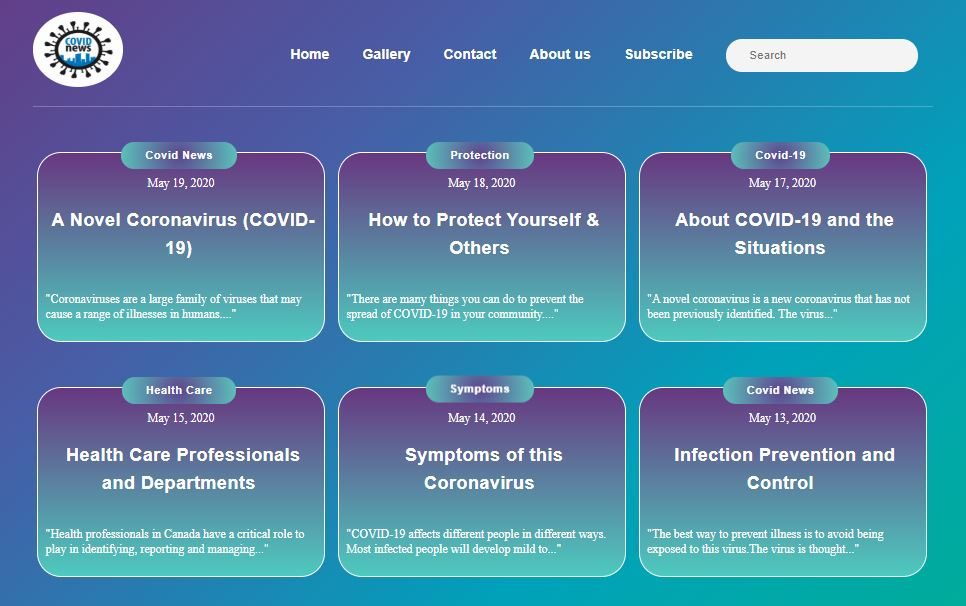 COVID
news
Home Gallery Contact About us Subscribe Search
Covid News
May 19, 2020
A Novel Coronavirus (COVID-
19)
"Coronaviruses are a large family of viruses that may
cause a range of illnesses in humans...."
Protection
May 18, 2020
How to Protect Yourself &
Others
"There are many things you can do to prevent the
spread of COVID-19 in your community...."
Covid-19
May 17, 2020
About COVID-19 and the
Situations
"A novel coronavirus is a new coronavirus that has not
been previously identified. The virus..."
Health Care
May 15, 2020
Health Care Professionals
and Departments
"Health professionals in Canada have a critical role to
play in identifying, reporting and managing..."
Symptoms
May 14, 2020
Symptoms of this
Coronavirus
"COVID-19 affects different people in different ways.
Most infected people will develop mild to..."
Covid News
May 13, 2020
Infection Prevention and
Control
"The best way to prevent illness is to avoid being
exposed to this virus.The virus is thought..."